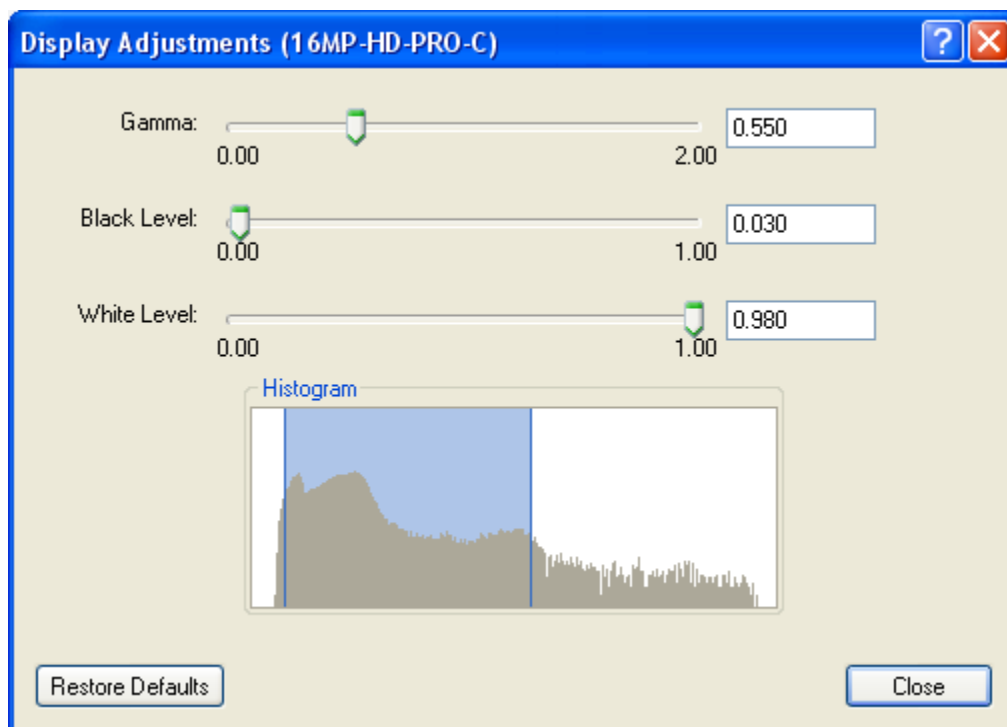 Display Adjustments (16MP-HD-PRO-C)
Gamma:
0.00
2.00
0.550
Black Level:
0.00
1.00
0.030
White Level:
0.00
1.00
0.980
Histogram
Restore Defaults
Close